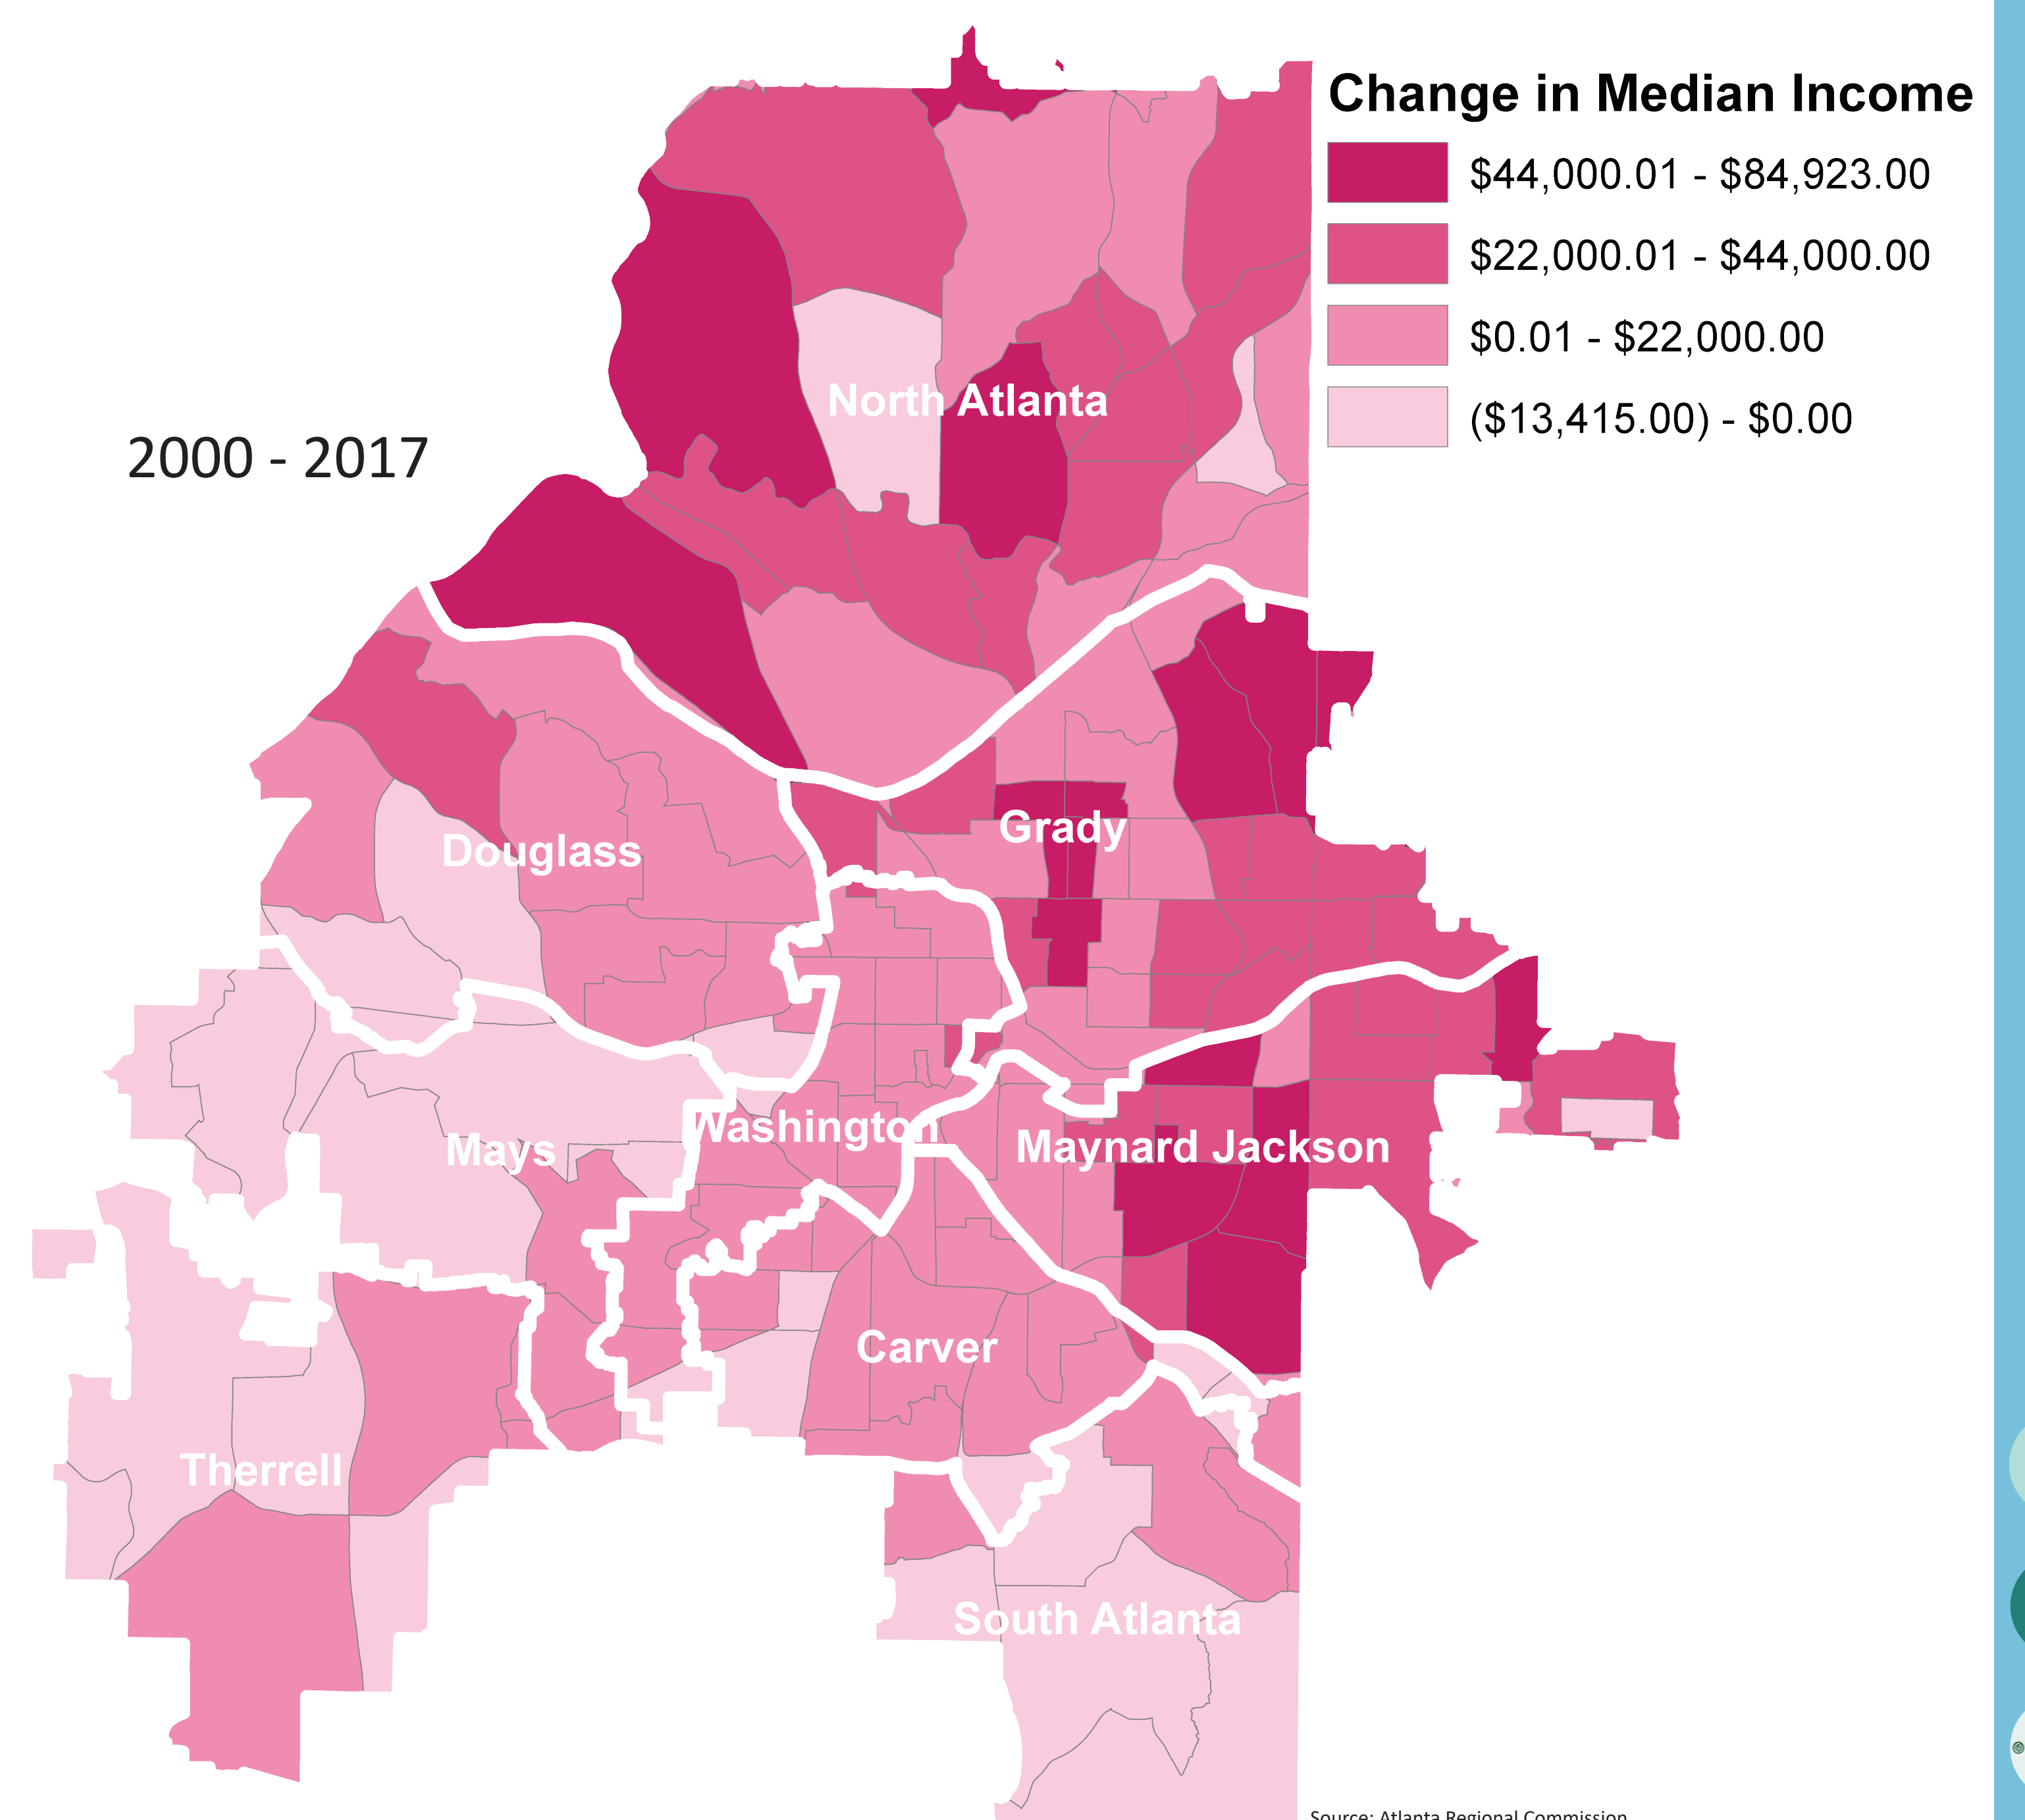 Change in Median Income
$44,000.01 - $84,923.00
$22,000.01 - $44,000.00
$0.01 - $22,000.00
($13,415.00) - $0.00
2000 - 2017
North Atlanta
Grady
Douglass
Washington
Maynard Jackson
Mays
Carver
Therrell
South Atlanta
Source: Atlanta Regional Commission